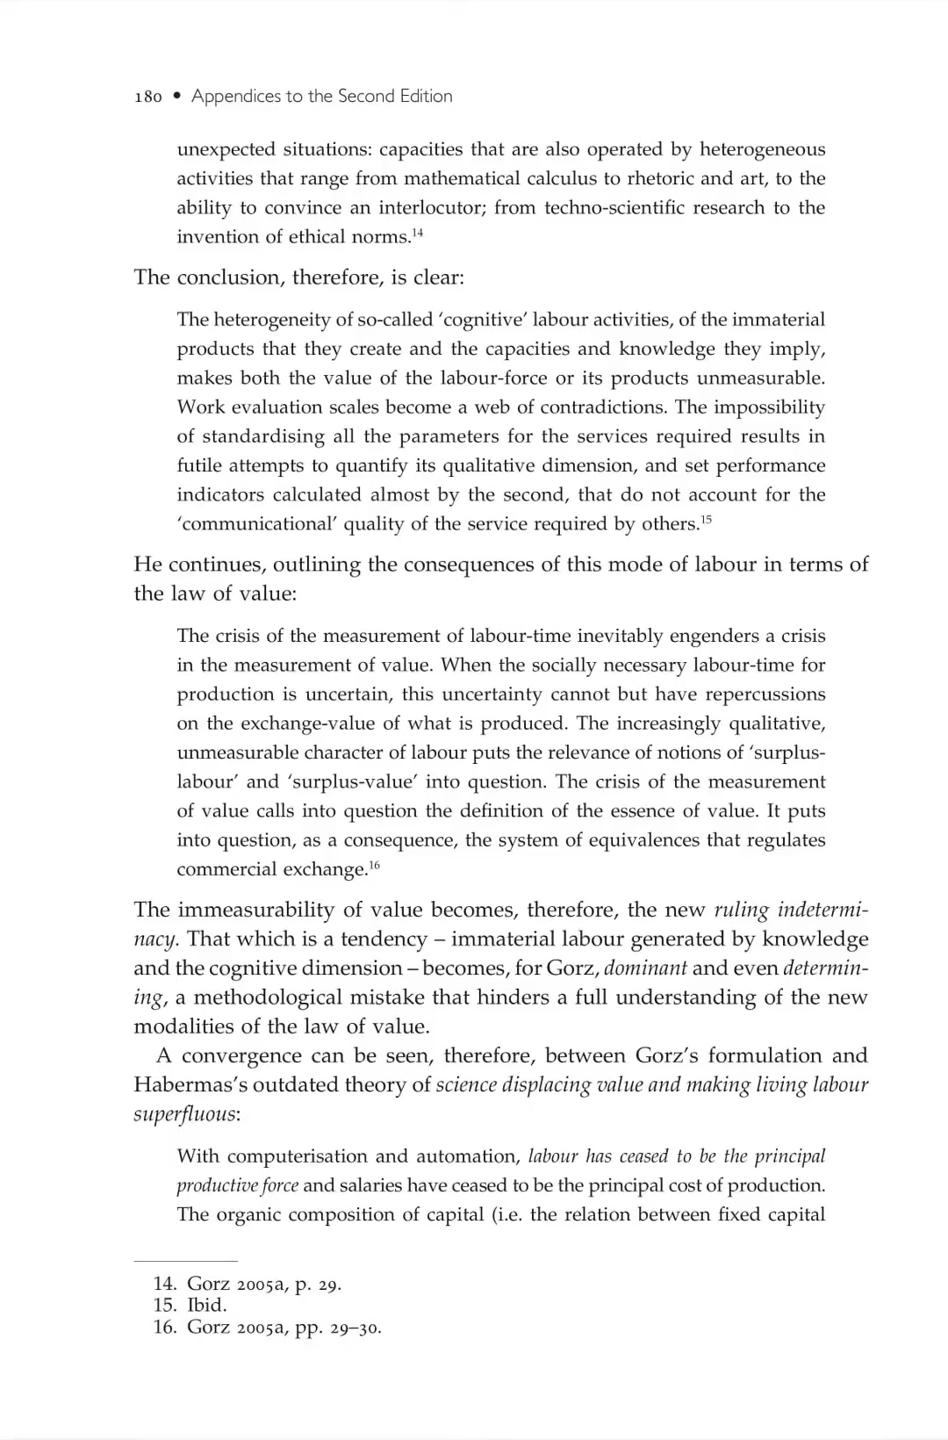 180 • Appendices to the Second Edition
unexpected situations: capacities that are also operated by heterogeneous
activities that range from mathematical calculus to rhetoric and art, to the
ability to convince an interlocutor; from techno-scientific research to the
invention of ethical norms.14
The conclusion, therefore, is clear:
The heterogeneity of so-called ‘cognitive’ labour activities, of the immaterial
products that they create and the capacities and knowledge they imply,
makes both the value of the labour-force or its products unmeasurable.
Work evaluation scales become a web of contradictions. The impossibility
of standardising all the parameters for the services required results in
futile attempts to quantify its qualitative dimension, and set performance
indicators calculated almost by the second, that do not account for the
‘communicational’ quality of the service required by others.15
He continues, outlining the consequences of this mode of labour in terms of
the law of value:
The crisis of the measurement of labour-time inevitably engenders a crisis
in the measurement of value. When the socially necessary labour-time for
production is uncertain, this uncertainty cannot but have repercussions
on the exchange-value of what is produced. The increasingly qualitative,
unmeasurable character of labour puts the relevance of notions of ‘surplus-
labour’ and ‘surplus-value’ into question. The crisis of the measurement
of value calls into question the definition of the essence of value. It puts
into question, as a consequence, the system of equivalences that regulates
commercial exchange.16
The immeasurability of value becomes, therefore, the new ruling indetermi-
nacy. That which is a tendency – immaterial labour generated by knowledge
and the cognitive dimension – becomes, for Gorz, dominant and even determin-
ing, a methodological mistake that hinders a full understanding of the new
modalities of the law of value.
A convergence can be seen, therefore, between Gorz’s formulation and
Habermas’s outdated theory of science displacing value and making living labour
superfluous:
With computerisation and automation, labour has ceased to be the principal
productive force and salaries have ceased to be the principal cost of production.
The organic composition of capital (i.e. the relation between fixed capital
14. Gorz 2005a, p. 29.
15. Ibid.
16. Gorz 2005a, pp. 29–30.